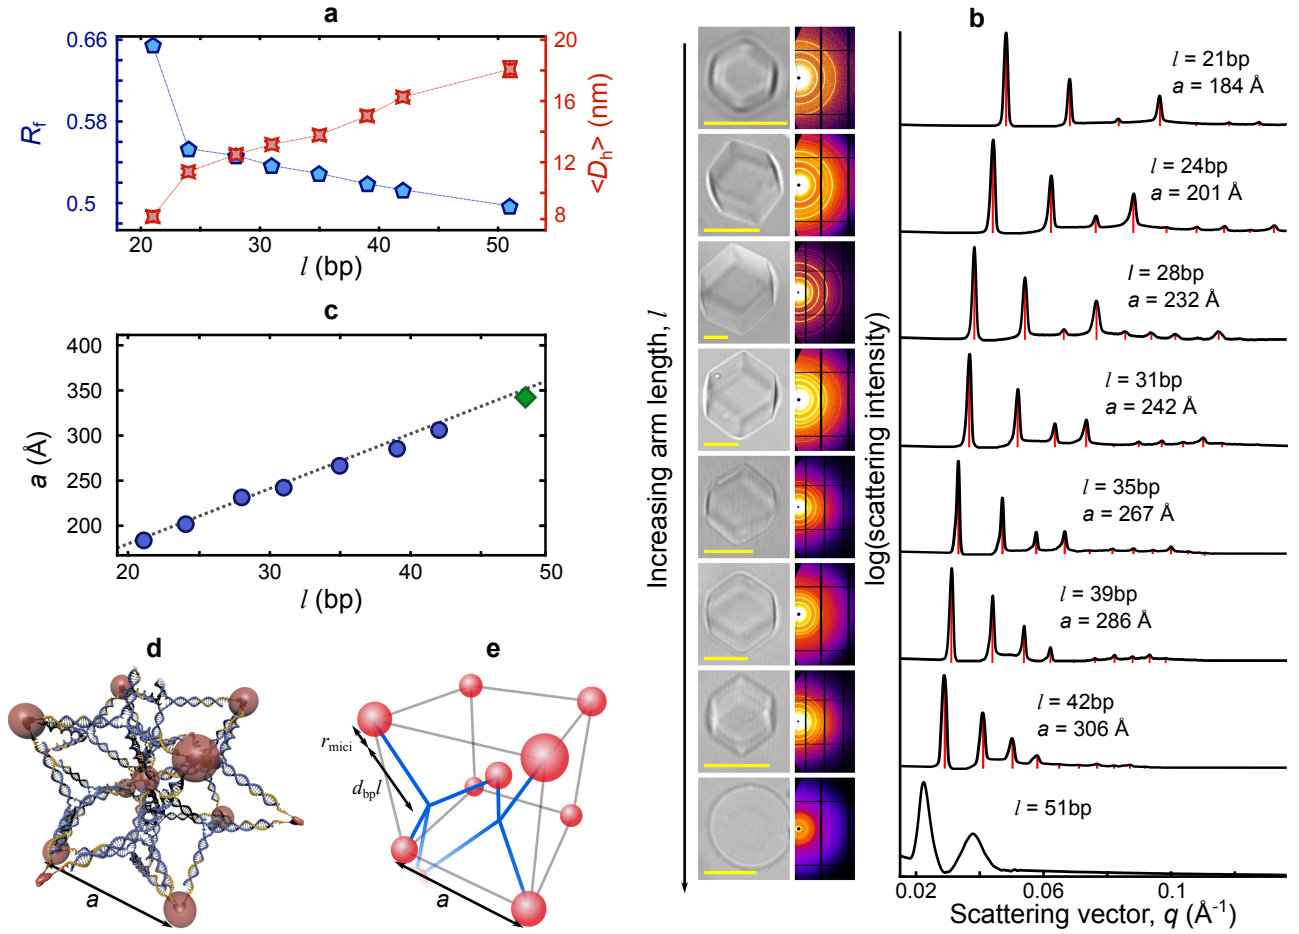 a
0.66
0.58
0.5
R_f
20
16
12
8
<D_h> (nm)
20
30
40
50
l (bp)
c
400
350
300
250
200
a (Å)
20
30
40
50
l (bp)
d
a
e
r_mici
d_bp l
a
Increasing arm length, l
b
log(scattering intensity)
l = 21bp
a = 184 Å
l = 24bp
a = 201 Å
l = 28bp
a = 232 Å
l = 31bp
a = 242 Å
l = 35bp
a = 267 Å
l = 39bp
a = 286 Å
l = 42bp
a = 306 Å
l = 51bp
0.02
0.06
0.1
Scattering vector, q (Å⁻¹)